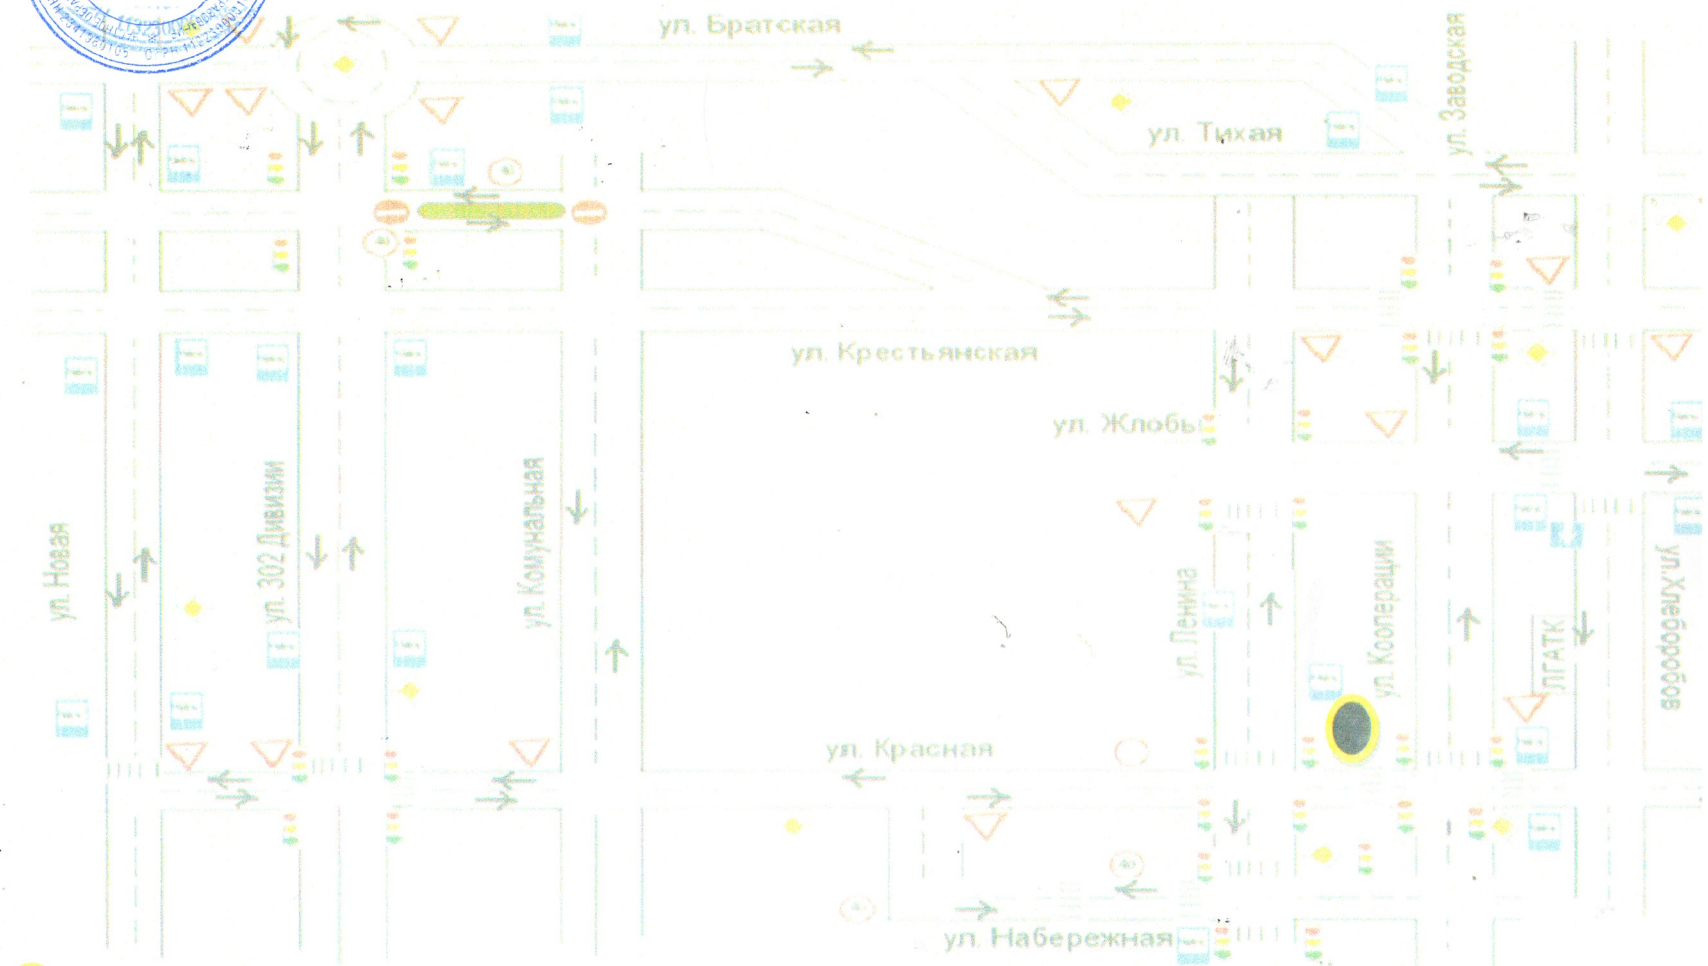 ул. Братская
ул. Заводская
ул. Тихая
ул. Крестьянская
ул. Жлобы
ул. Новая
ул. 302 Дивизии
ул. Комунальная
ул. Ленина
ул. Кооперации
ЛГАТК
ул.Хлеборобов
ул. Красная
40
ул. Набережная